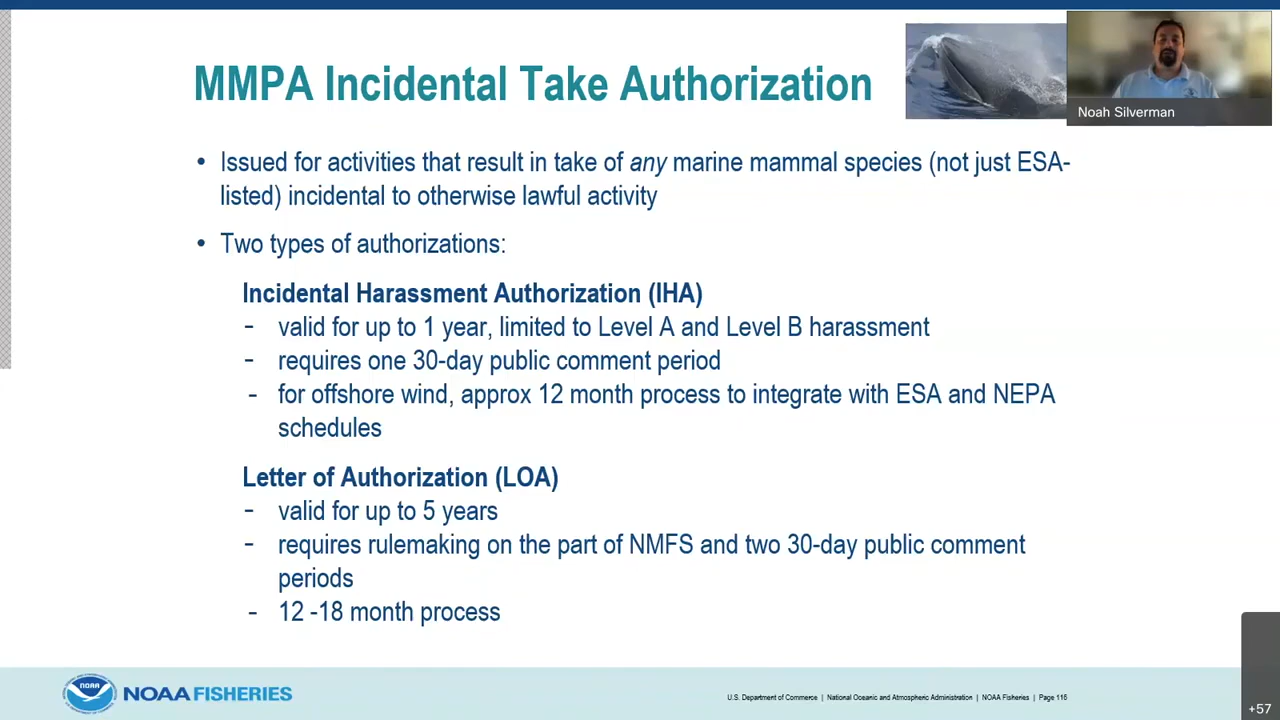 MMPA Incidental Take Authorization
Noah Silverman
• Issued for activities that result in take of any marine mammal species (not just ESA-
listed) incidental to otherwise lawful activity
• Two types of authorizations:
Incidental Harassment Authorization (IHA)
- valid for up to 1 year, limited to Level A and Level B harassment
- requires one 30-day public comment period
- for offshore wind, approx 12 month process to integrate with ESA and NEPA
schedules
Letter of Authorization (LOA)
- valid for up to 5 years
- requires rulemaking on the part of NMFS and two 30-day public comment
periods
- 12 -18 month process
NOAA
NOAA FISHERIES
U.S. Department of Commerce | National Oceanic and Atmospheric Administration | NOAA Fisheries | Page 116
+57